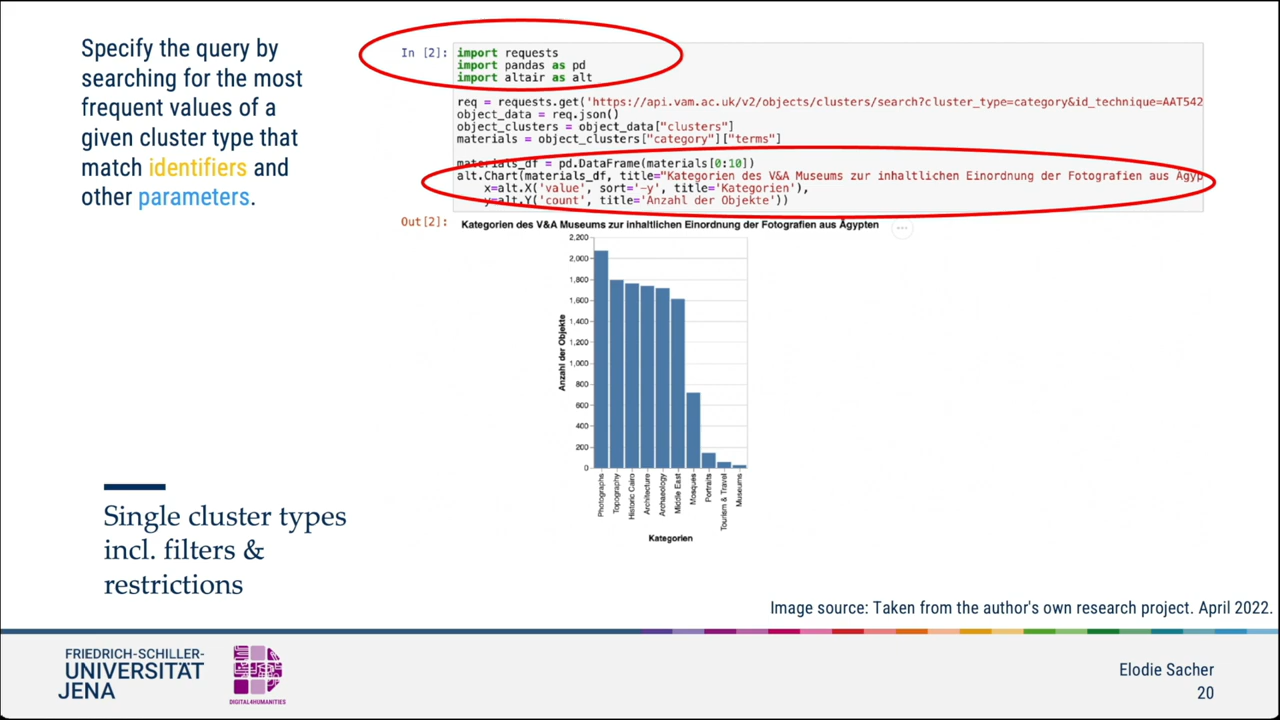 Specify the query by
searching for the most
frequent values of a
given cluster type that
match identifiers and
other parameters.
In [2]: import requests
import pandas as pd
import altair as alt
req = requests.get('https://api.vam.ac.uk/v2/objects/clusters/search?cluster_type=category&id_technique=AAT542
object_data = req.json()
object_clusters = object_data["clusters"]
materials = object_clusters["category"]["terms"]
materials_df = pd.DataFrame(materials[0:10])
alt.Chart(materials_df, title="Kategorien des V&A Museums zur inhaltlichen Einordnung der Fotografien aus Ägyp
x=alt.X('value', sort='-y', title='Kategorien'),
y=alt.Y('count', title='Anzahl der Objekte'))
Out[2]:
Kategorien des V&A Museums zur inhaltlichen Einordnung der Fotografien aus Ägypten
2,200
2,000
1,800
1,600
1,400
1,200
1,000
800
600
400
200
0
Anzahl der Objekte
Photographs
Topography
Historic Cairo
Architecture
Archaeology
Middle East
Mosques
Portraits
Tourism & Travel
Museums
Kategorien
Single cluster types
incl. filters &
restrictions
Image source: Taken from the author's own research project. April 2022.
FRIEDRICH-SCHILLER-
UNIVERSITÄT
JENA
DIGITAL4HUMANITIES
Elodie Sacher
20